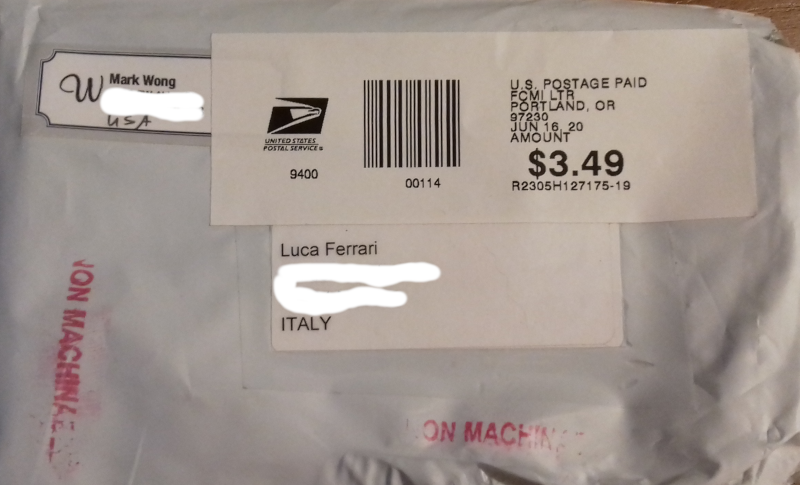 W
Mark Wong
USA
UNITED STATES
POSTAL SERVICE®
9400
00114
U.S. POSTAGE PAID
FCMI LTR
PORTLAND, OR
97230
JUN 16, 20
AMOUNT
$3.49
R2305H127175-19
Luca Ferrari
ITALY
ON MACHINA
ON MACHIN